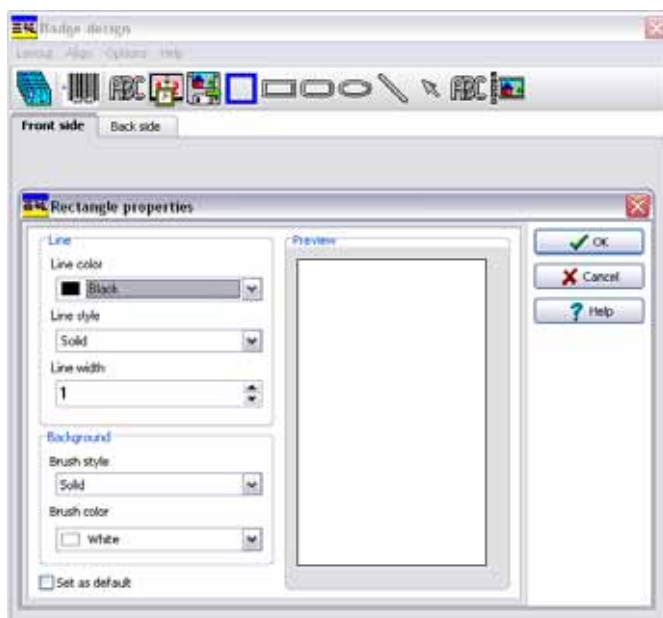 Badge design
Layout Align Options Help
ABC ABC
Front side Back side
Rectangle properties
Line
Line color
Black
Line style
Solid
Line width
1
Background
Brush style
Solid
Brush color
White
Set as default
Preview
OK
Cancel
Help